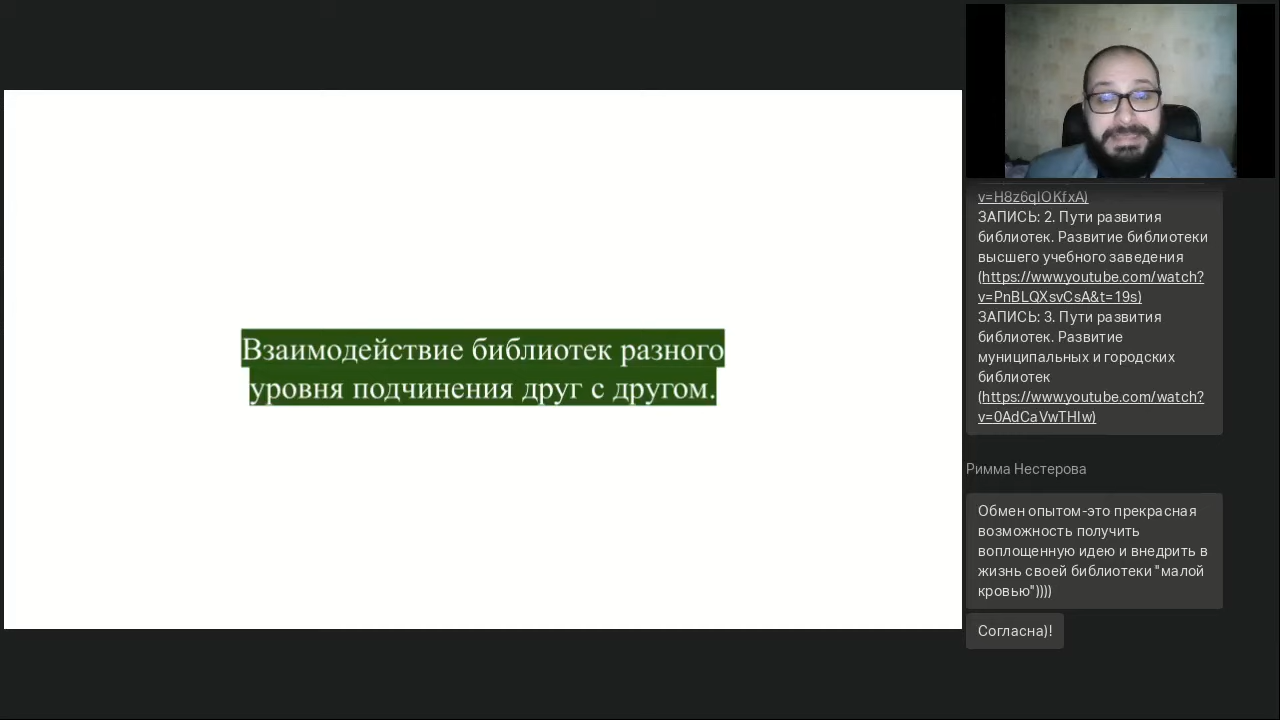 Взаимодействие библиотек разного
уровня подчинения друг с другом.
v=H8z6qIOKfxA)
ЗАПИСЬ: 2. Пути развития
библиотек. Развитие библиотеки
высшего учебного заведения
(https://www.youtube.com/watch?
v=PnBLQXsvCsA&t=19s)
ЗАПИСЬ: 3. Пути развития
библиотек. Развитие
муниципальных и городских
библиотек
(https://www.youtube.com/watch?
v=0AdCaVwTHIw)
Римма Нестерова
Обмен опытом-это прекрасная
возможность получить
воплощенную идею и внедрить в
жизнь своей библиотеки "малой
кровью"))))
Согласна)!